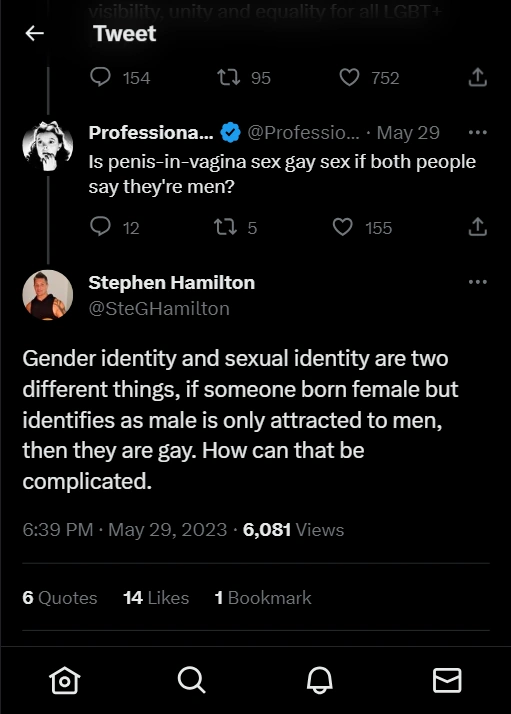 visibility, unity and equality for all LGBT+
Tweet
154 95 752
Professiona... @Professio... · May 29
Is penis-in-vagina sex gay sex if both people
say they're men?
12 5 155
Stephen Hamilton
@SteGHamilton
Gender identity and sexual identity are two
different things, if someone born female but
identifies as male is only attracted to men,
then they are gay. How can that be
complicated.
6:39 PM · May 29, 2023 · 6,081 Views
6 Quotes 14 Likes 1 Bookmark